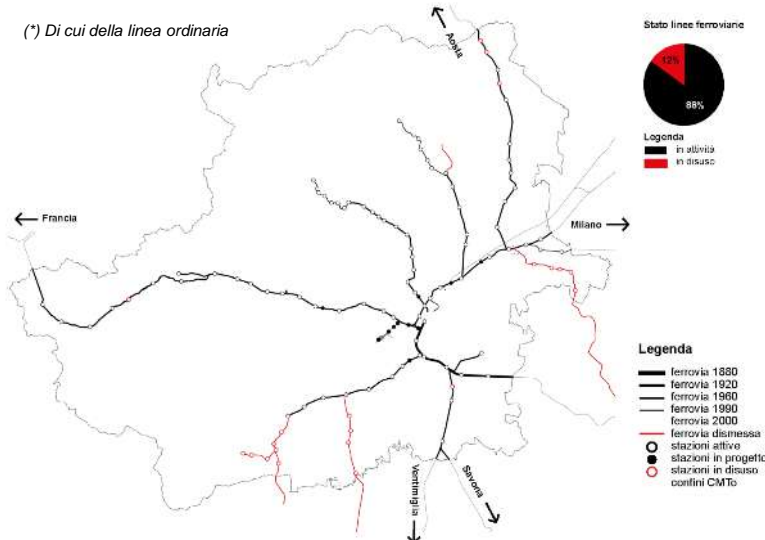 (*) Di cui della linea ordinaria
Aosta
Stato linee ferroviane
12%
88%
Legenda
in attività
in disuso
Francia
Milano
Legenda
ferrovia 1880
ferrovia 1920
ferrovia 1960
ferrovia 1990
ferrovia 2000
ferrovia dismessa
stazioni attive
stazioni in progetto
stazioni in disuso
confini CMTo
Ventimiglia
Savona